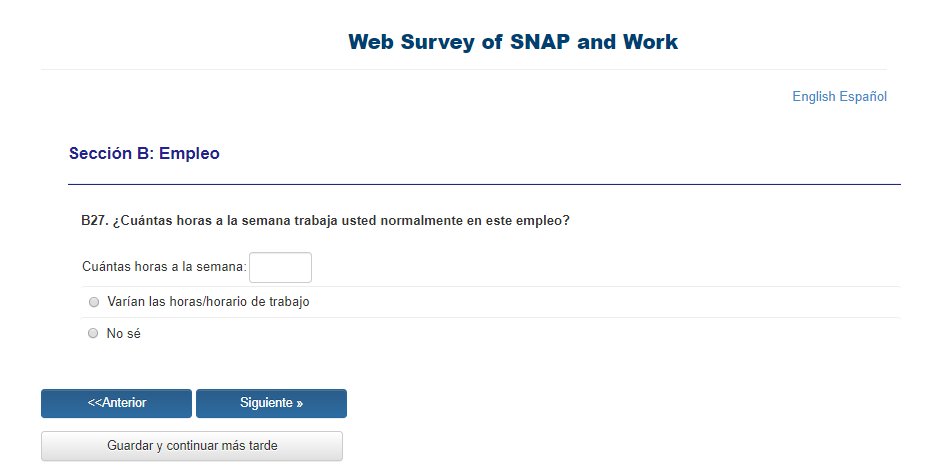 Web Survey of SNAP and Work
English Español
Sección B: Empleo
B27. ¿Cuántas horas a la semana trabaja usted normalmente en este empleo?
Cuántas horas a la semana:
Varían las horas/horario de trabajo
No sé
<<Anterior
Siguiente »
Guardar y continuar más tarde